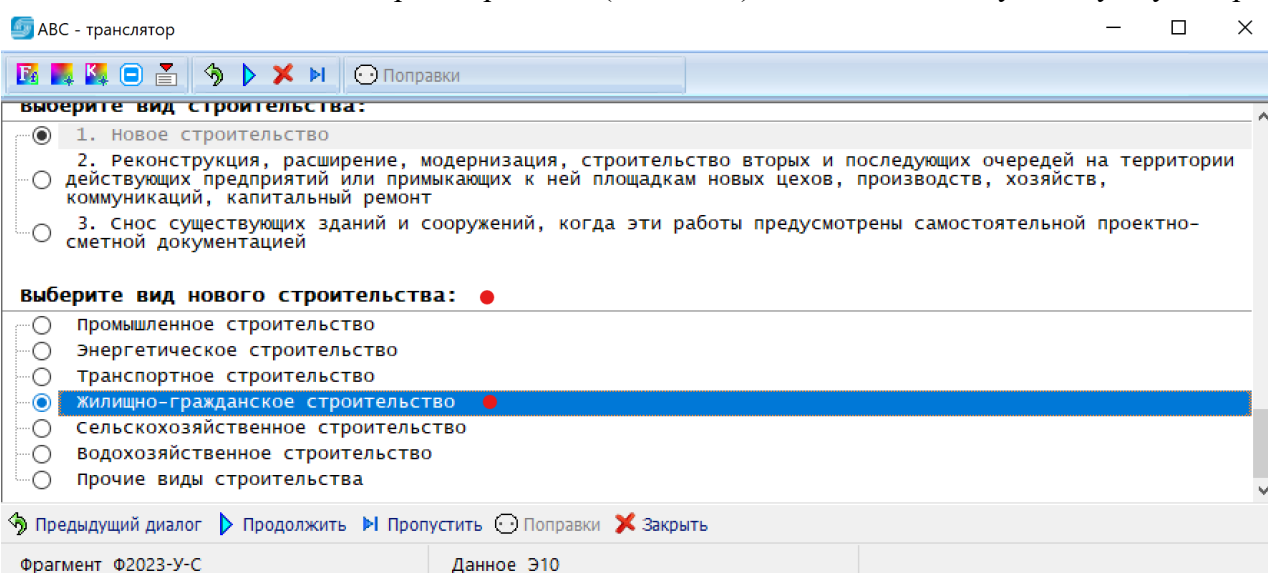 АВС - транслятор
Поправки
Выберите вид строительства:
1. Новое строительство
2. Реконструкция, расширение, модернизация, строительство вторых и последующих очередей на территории
действующих предприятий или примыкающих к ней площадкам новых цехов, производств, хозяйств,
коммуникаций, капитальный ремонт
3. Снос существующих зданий и сооружений, когда эти работы предусмотрены самостоятельной проектно-
сметной документацией
Выберите вид нового строительства:
Промышленное строительство
Энергетическое строительство
Транспортное строительство
Жилищно-гражданское строительство
Сельскохозяйственное строительство
Водохозяйственное строительство
Прочие виды строительства
Предыдущий диалог Продолжить Пропустить Поправки Закрыть
Фрагмент Ф2023-У-С Данное Э10